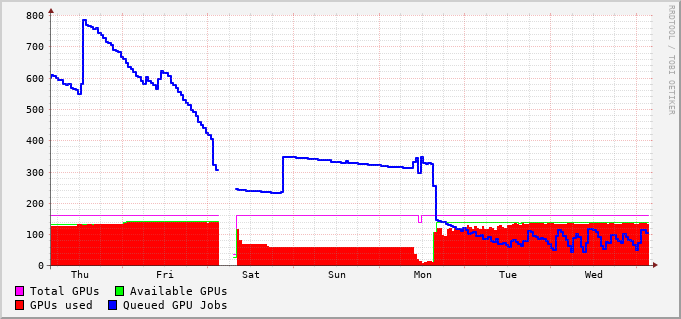 800
700
600
500
400
300
200
100
0
Thu Fri Sat Sun Mon Tue Wed
Total GPUs Available GPUs
GPUs used Queued GPU Jobs
RRDTOOL / TOBI OETIKER